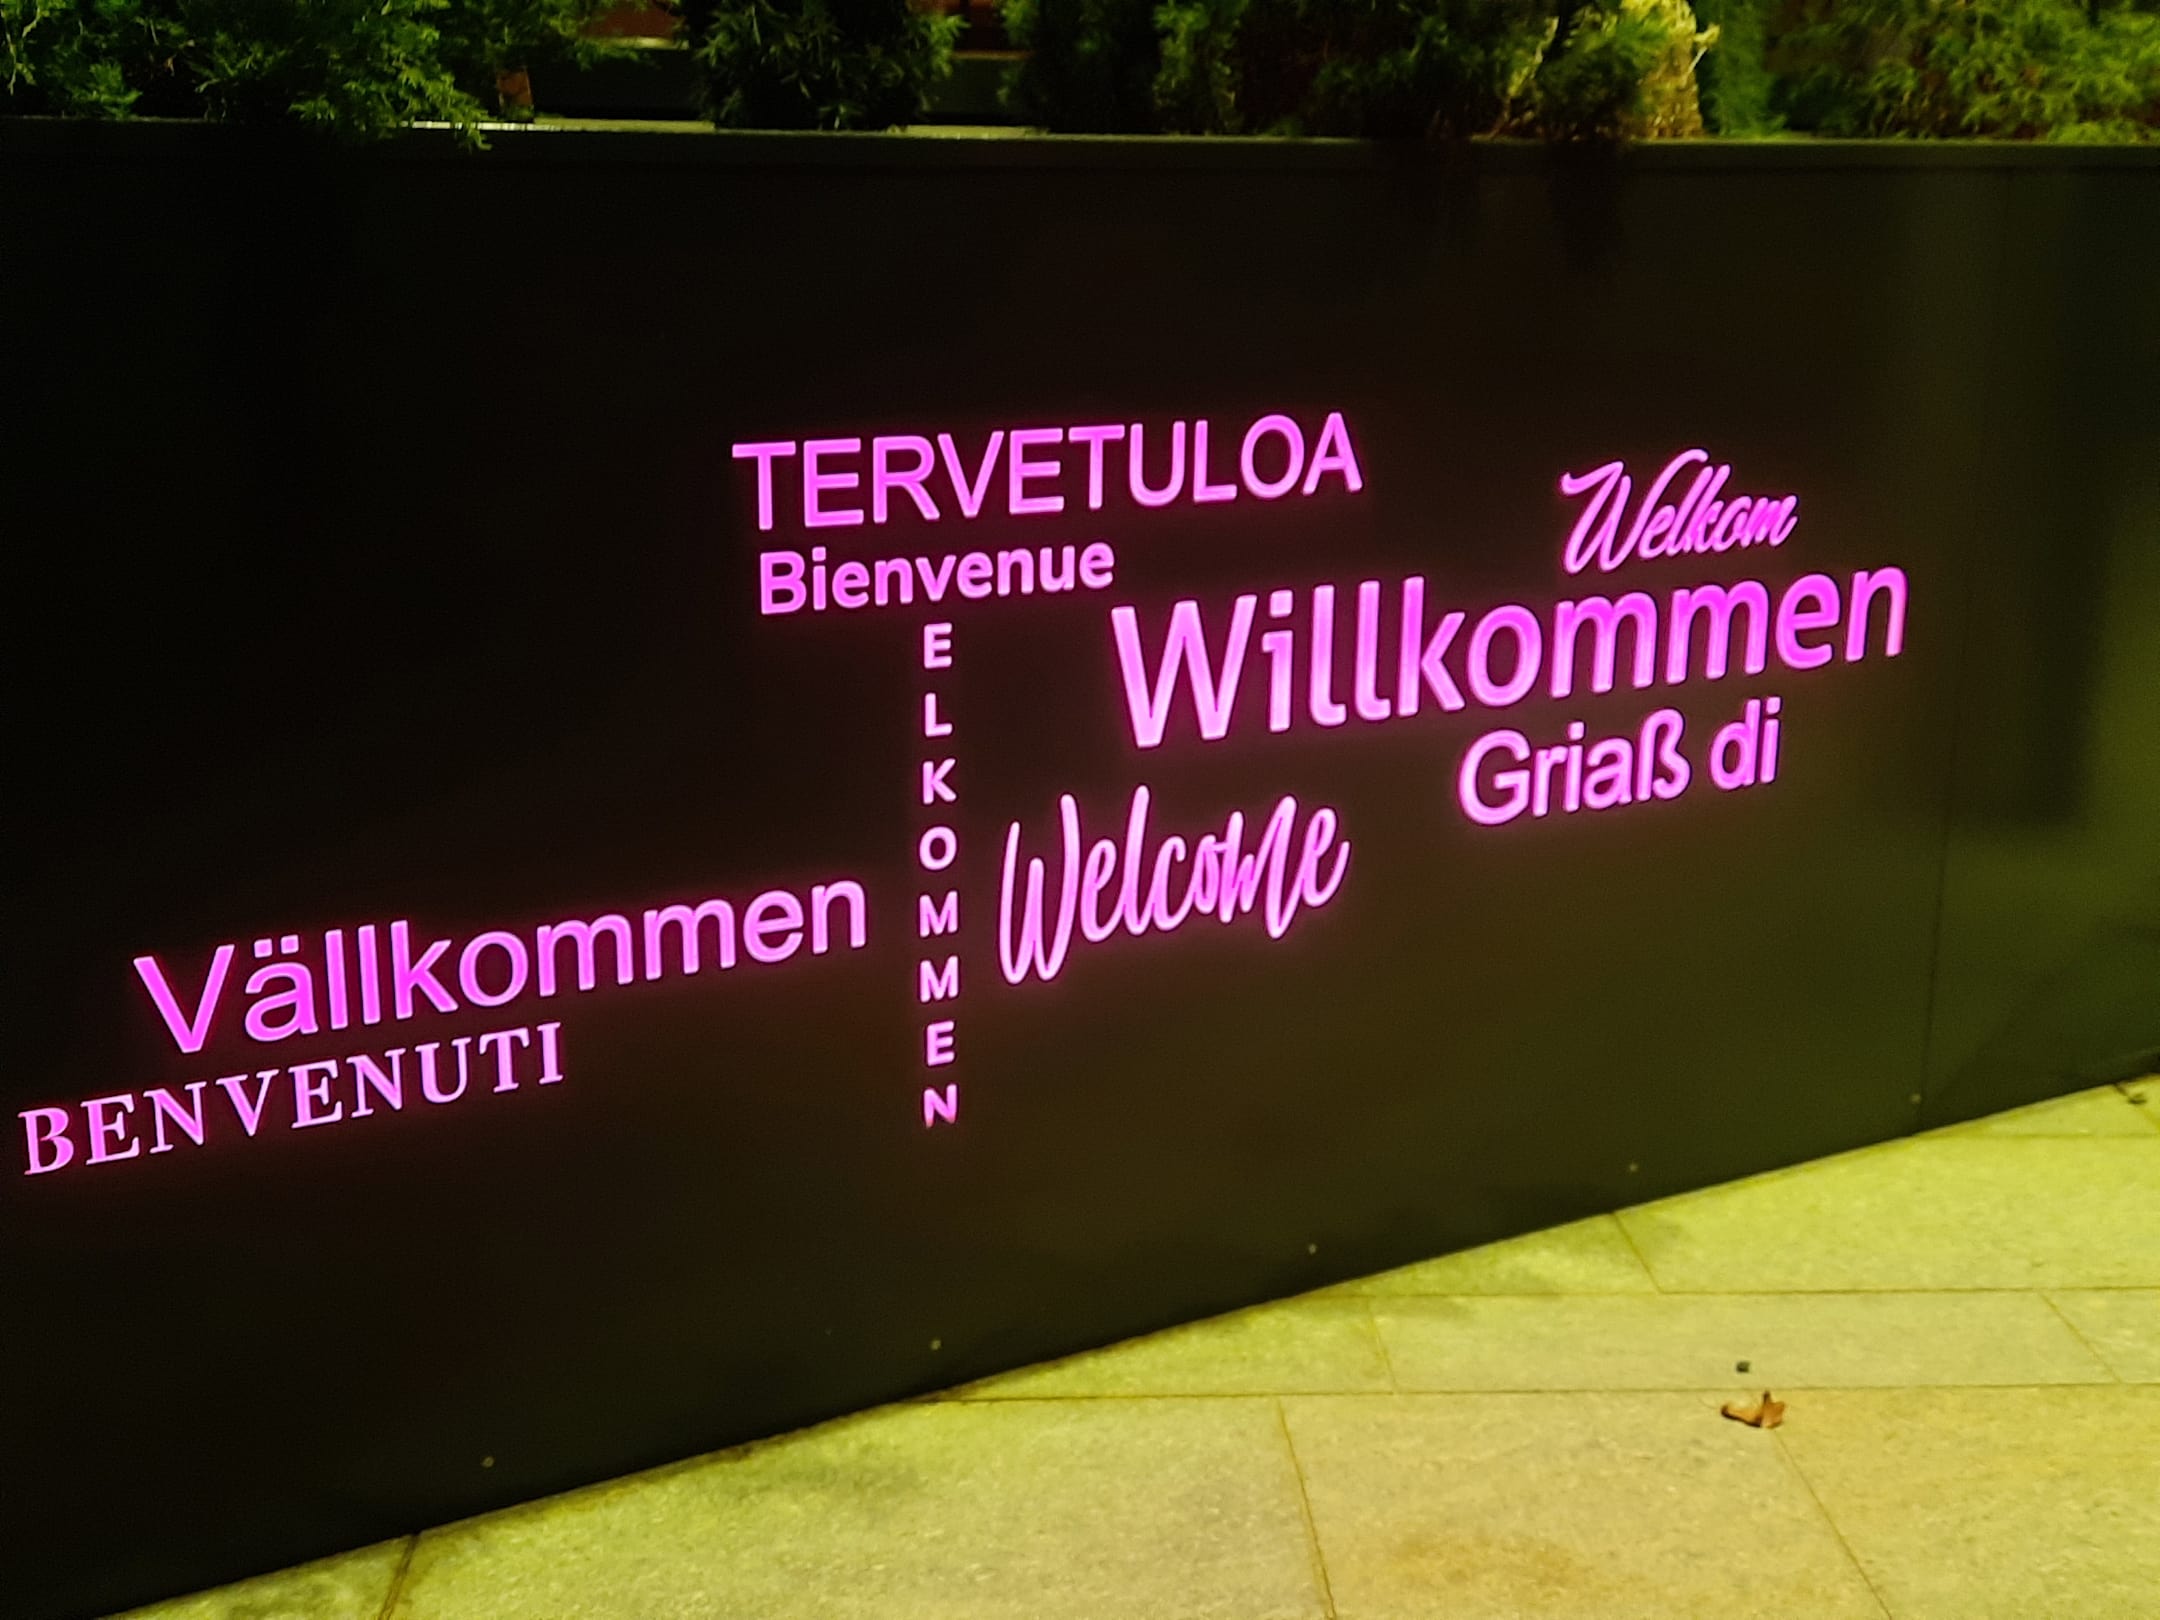 TERVETULOA
Welkom
Bienvenue
Willkommen
ELKOMMEN
Griaß di
Welcome
Vällkommen
BENVENUTI